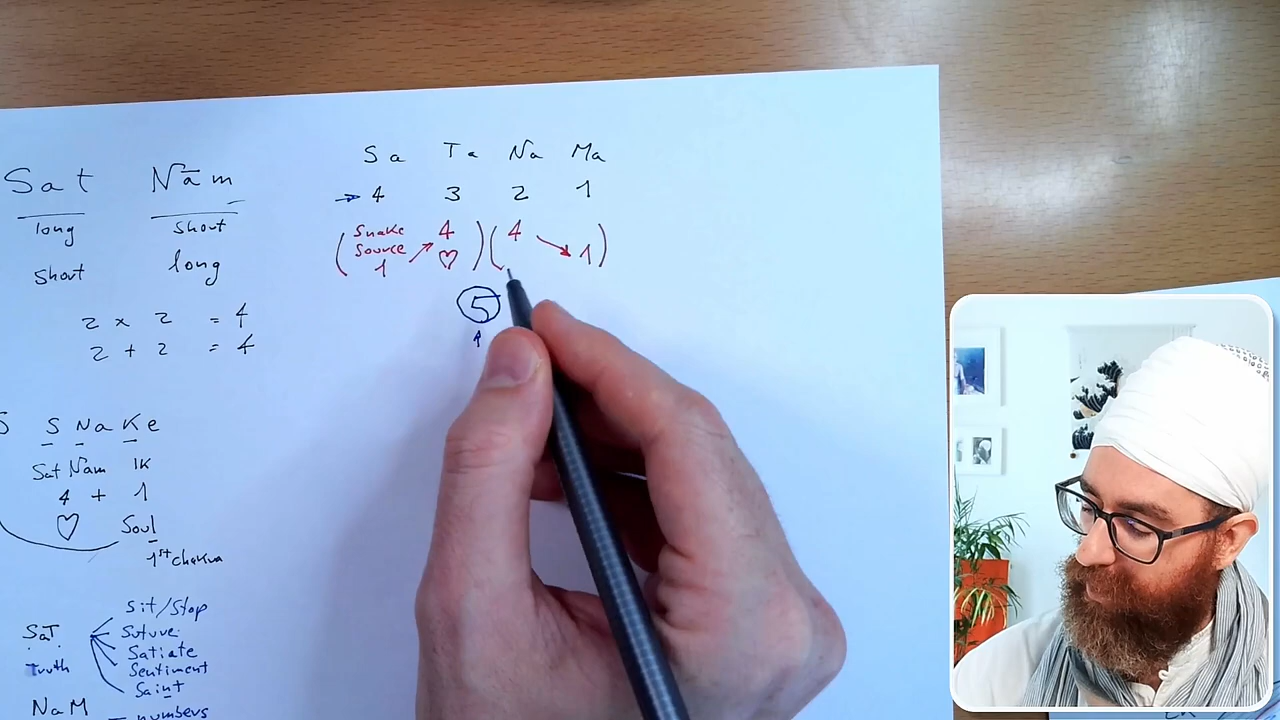 Sa Ta Na Ma
→ 4 3 2 1
(Snake Source 1 ↗ 4 ♡) (4 ↘ 1)
5
↑
Sat Nām
long short
short long
2 x 2 = 4
2 + 2 = 4
S S Na K e
Sat Nam IK
4 + 1
♡ Soul
1st chakra
sit/stop
SaT Suture
Truth Satiate
Sentiment
Saint
NaM – numbers